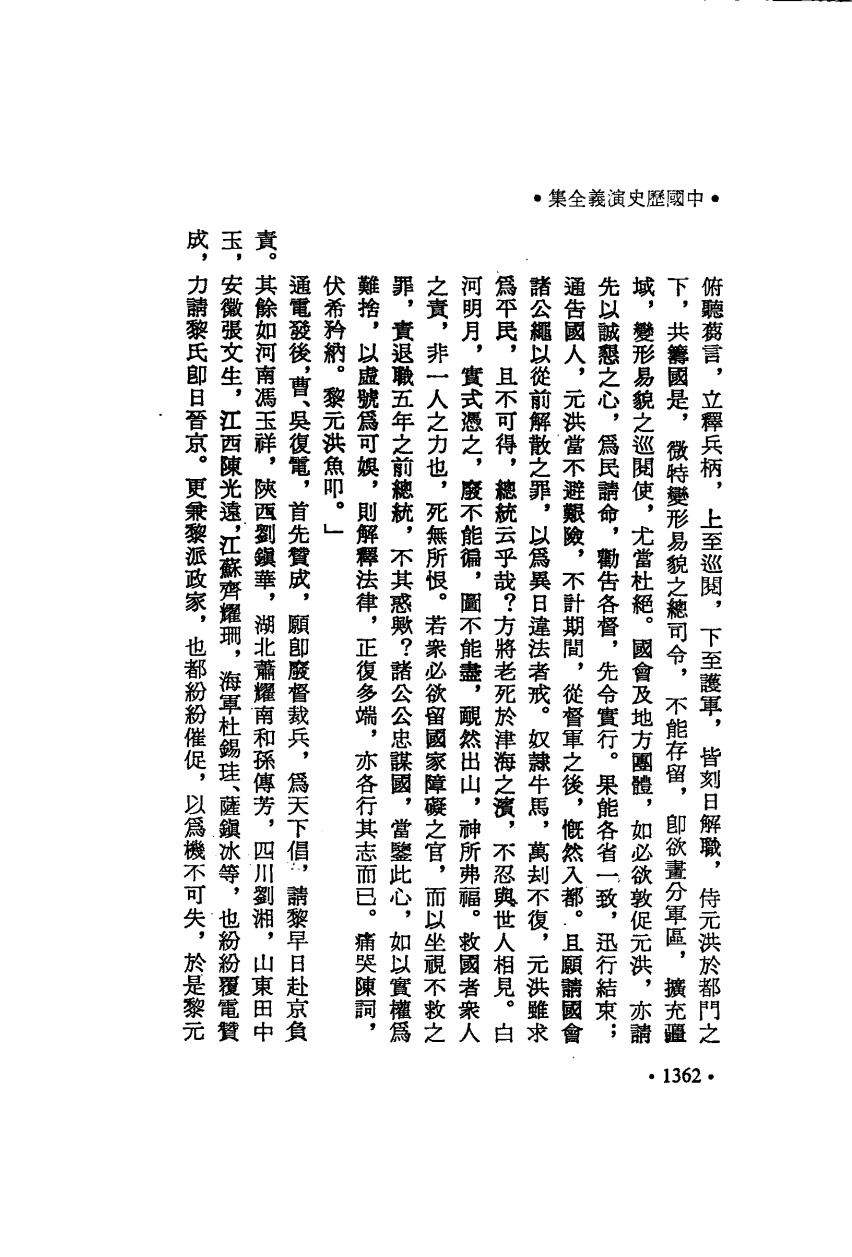 •中國歷史演義全集•
俯聽蒭言，立釋兵柄，上至巡閱，下至護軍，皆刻日解職，侍元洪於都門之
下，共籌國是，微特變形易貌之總司令，不能存留，卽欲畫分軍區，擴充疆
域，變形易貌之巡閱使，尤當杜絕。國會及地方團體，如必欲敦促元洪，亦請
先以誠懇之心，爲民請命，勸告各督，先令實行。果能各省一致，迅行結束；
通告國人，元洪當不避艱險，不計期間，從督軍之後，慨然入都。且願請國會
諸公繩以從前解散之罪，以爲異日違法者戒。奴隸牛馬，萬刦不復，元洪雖求
爲平民，且不可得，總統云乎哉？方將老死於津海之濱，不忍與世人相見。白
河明月，實式憑之，廢不能徧，圖不能盡，靦然出山，神所弗福。救國者衆人
之責，非一人之力也，死無所恨。若衆必欲留國家障礙之官，而以坐視不救之
罪，責退職五年之前總統，不其惑歟？諸公公忠謀國，當鑒此心，如以實權爲
難捨，以虛號爲可娛，則解釋法律，正復多端，亦各行其志而已。痛哭陳詞，
伏希矜納。黎元洪魚叩。」
通電發後，曹、吳復電，首先贊成，願卽廢督裁兵，爲天下倡，請黎早日赴京負
責。其餘如河南馮玉祥，陝西劉鎭華，湖北蕭耀南和孫傳芳，四川劉湘，山東田中
玉，安徽張文生，江西陳光遠，江蘇齊耀珊，海軍杜錫珪、薩鎭冰等，也紛紛覆電贊
成，力請黎氏卽日晉京。更兼黎派政家，也都紛紛催促，以爲機不可失，於是黎元
•1362•